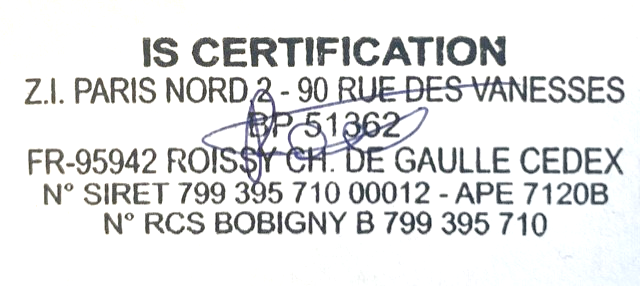 IS CERTIFICATION
Z.I. PARIS NORD 2 - 90 RUE DES VANESSES
BP 51362
FR-95942 ROISSY CH. DE GAULLE CEDEX
N° SIRET 799 395 710 00012 - APE 7120B
N° RCS BOBIGNY B 799 395 710